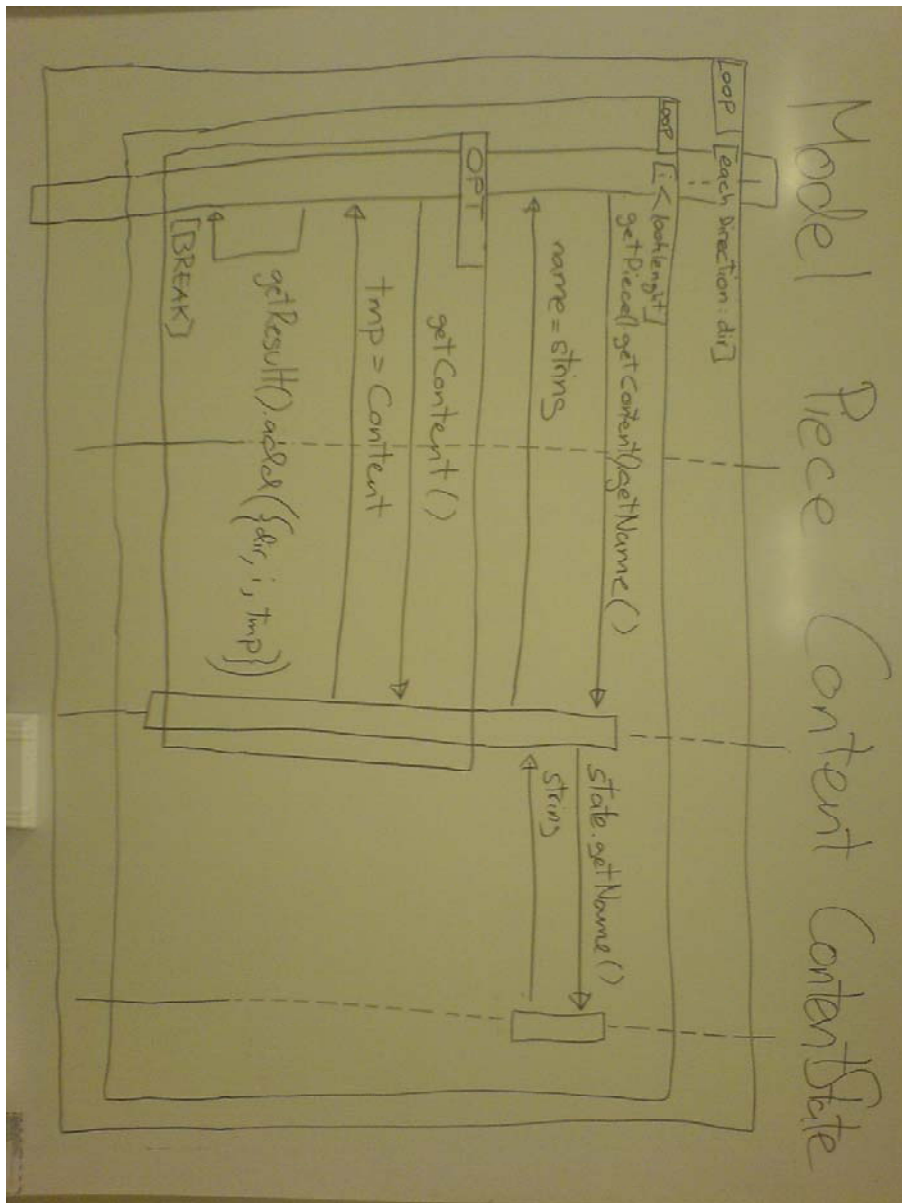 Model Piece Content ContentState
Loop [each Direction: dir]
Loop [i < looklenght]
getPiece().getContent().getName()
state.getName()
string
name = string
OPT
getContent()
tmp = Content
getResult().add({dir, i, tmp})
[BREAK]